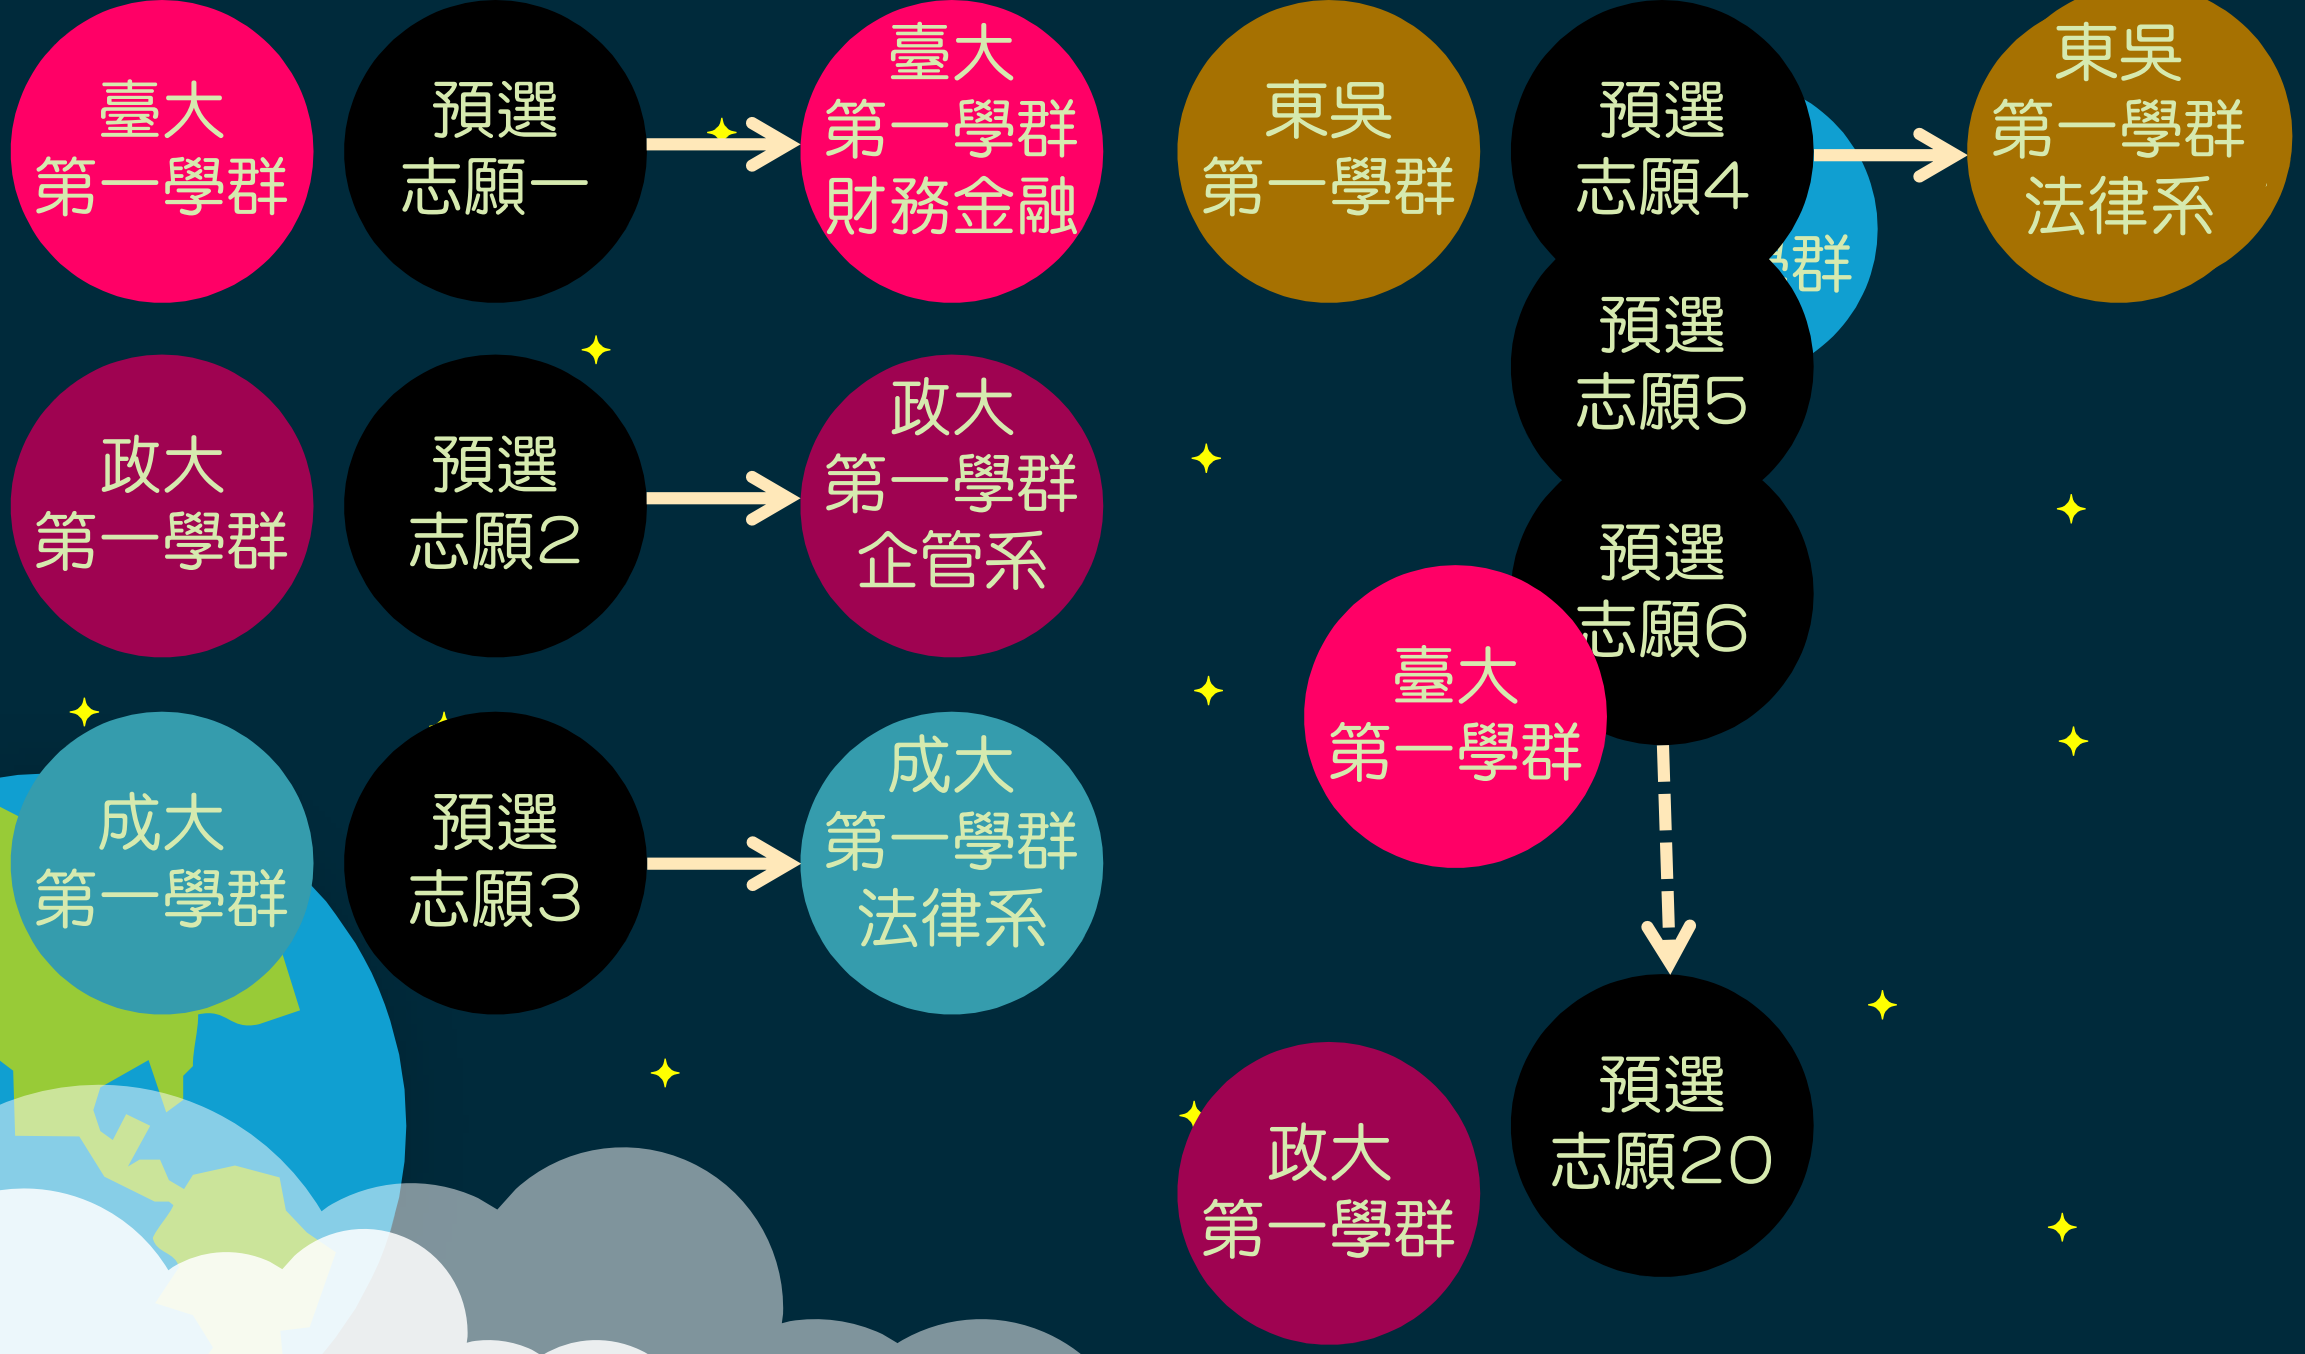 臺大
第一學群
預選
志願一
臺大
第一學群
財務金融
東吳
第一學群
預選
志願4
學群
東吳
第一學群
法律系
預選
志願5
政大
第一學群
預選
志願2
政大
第一學群
企管系
預選
志願6
臺大
第一學群
成大
第一學群
預選
志願3
成大
第一學群
法律系
預選
志願20
政大
第一學群